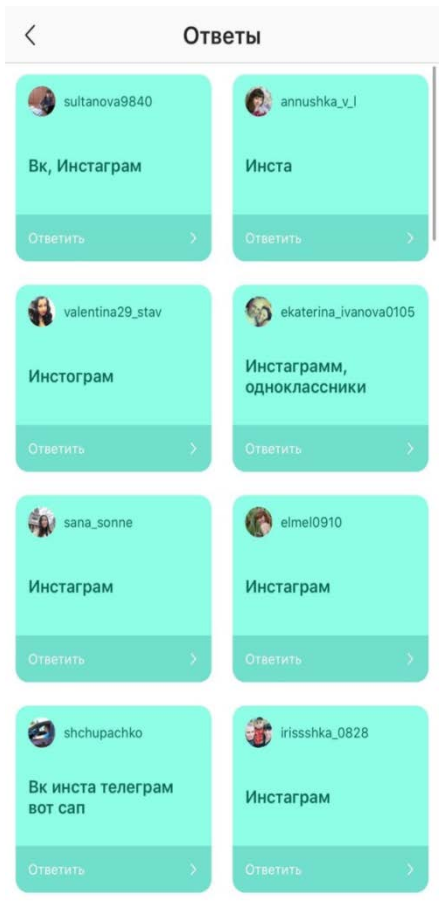 Ответы
sultanova9840
Вк, Инстаграм
Ответить
annushka_v_l
Инста
Ответить
valentina29_stav
Инстограм
Ответить
ekaterina_ivanova0105
Инстаграмм,
одноклассники
Ответить
sana_sonne
Инстаграм
Ответить
elmel0910
Инстаграм
Ответить
shchupachko
Вк инста телеграм
вот сап
Ответить
irissshka_0828
Инстаграм
Ответить